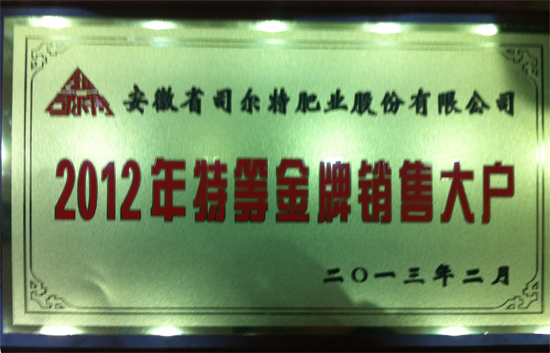 安徽省司尔特肥业股份有限公司
2012年特等金牌销售大户
二〇一三年二月